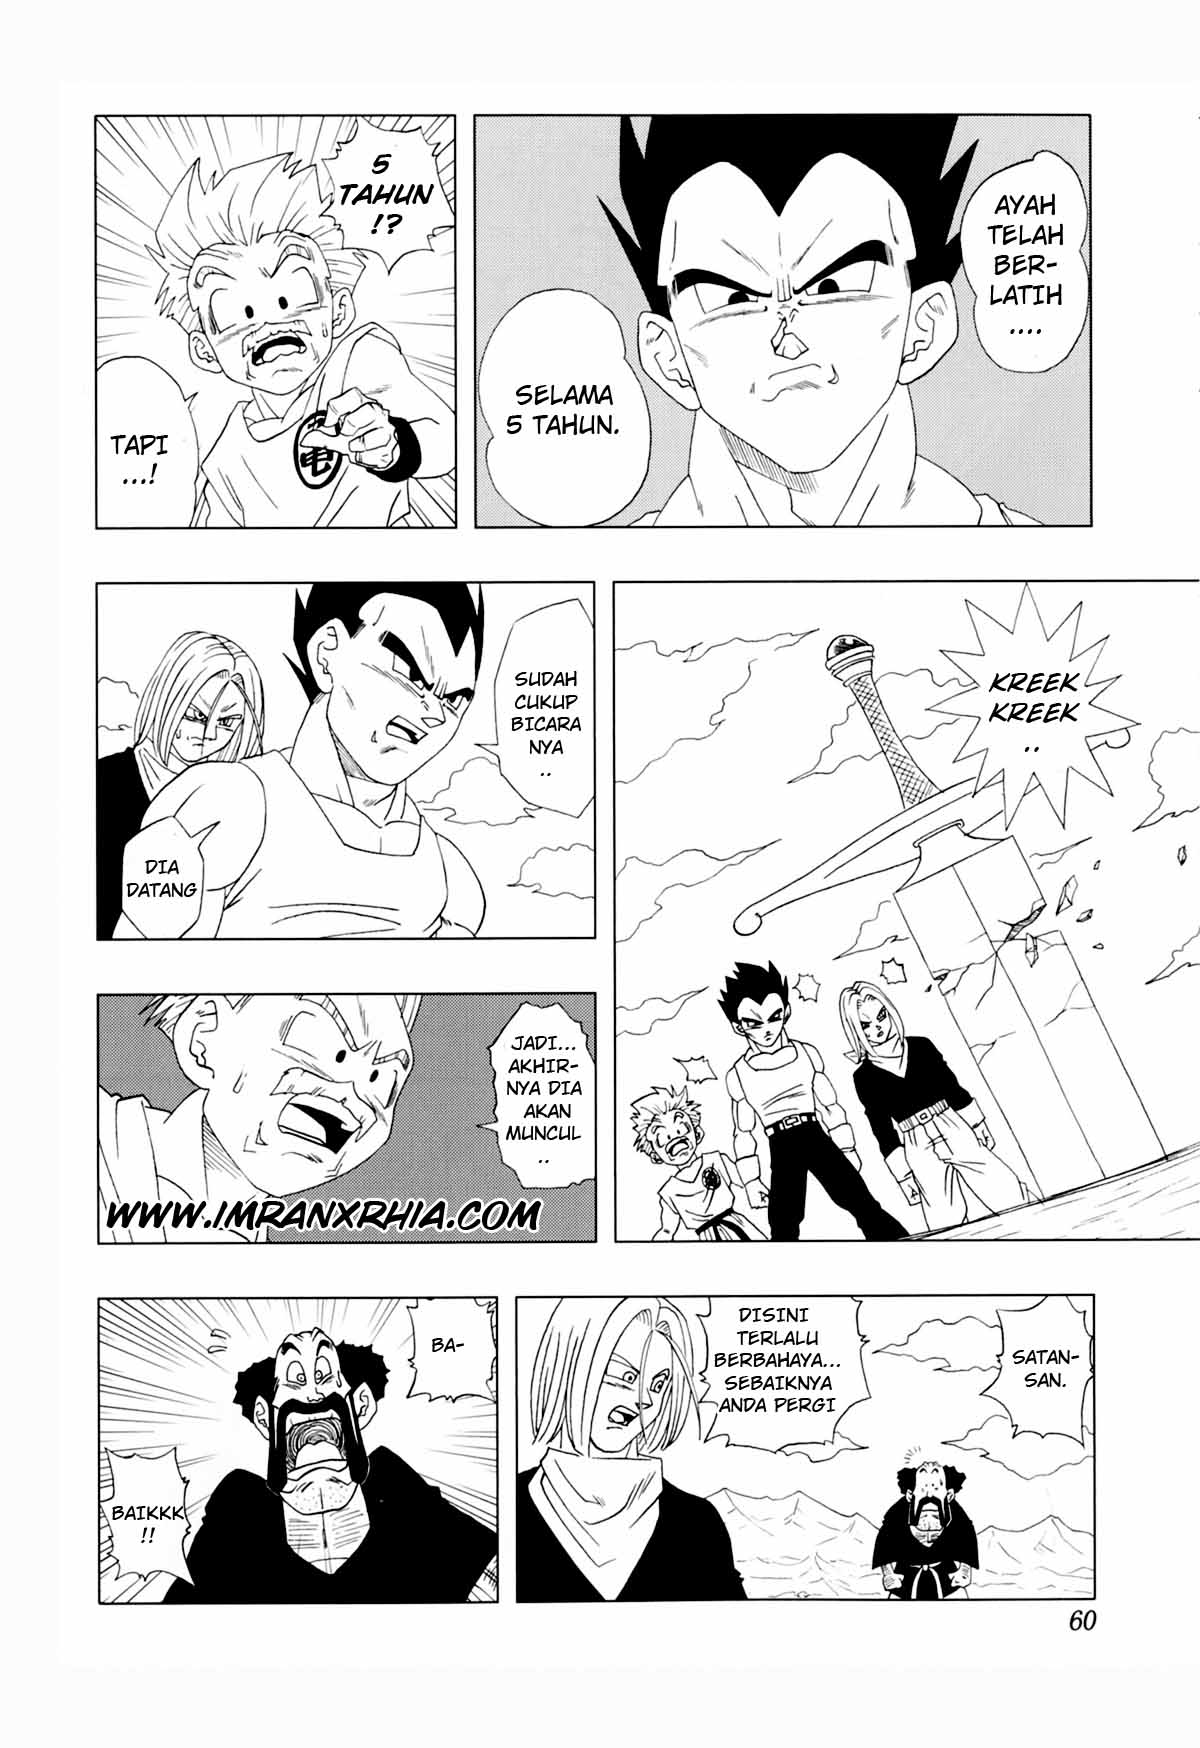 AYAH
TELAH
BER-
LATIH
....
SELAMA
5 TAHUN.
5
TAHUN
!?
TAPI
...!
亀
KREEK
KREEK
..
SUDAH
CUKUP
BICARA
NYA
..
DIA
DATANG
JADI...
AKHIR-
NYA DIA
AKAN
MUNCUL
..
WWW.IMRANXRHIA.COM
SATAN-
SAN.
DISINI
TERLALU
BERBAHAYA...
SEBAIKNYA
ANDA PERGI
BA-
BAIKKK
!!
60